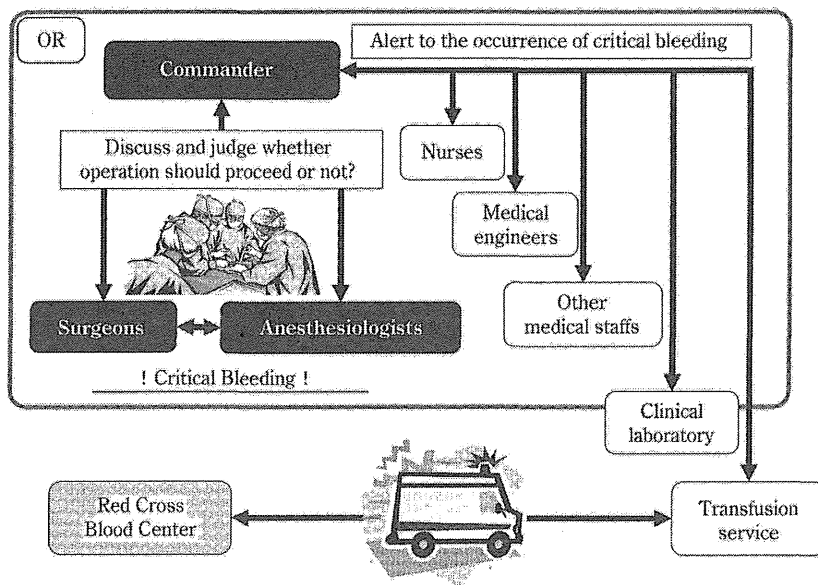 OR
Alert to the occurrence of critical bleeding
Commander
Discuss and judge whether
operation should proceed or not?
Nurses
Medical
engineers
Other
medical staffs
Surgeons
Anesthesiologists
! Critical Bleeding !
Clinical
laboratory
Red Cross
Blood Center
Transfusion
service